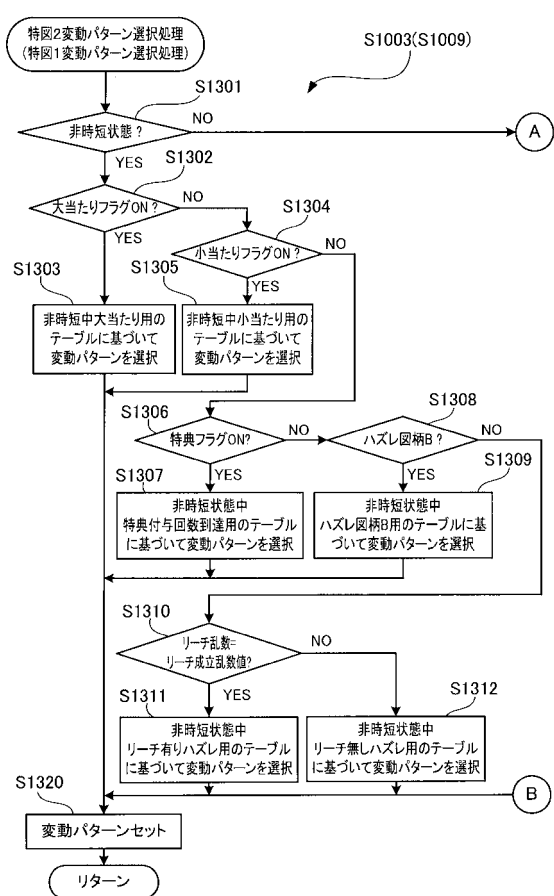 特図2変動パターン選択処理
(特図1変動パターン選択処理)
S1003(S1009)
S1301
非時短状態？
NO
A
YES
S1302
大当たりフラグON？
NO
YES
S1304
小当たりフラグON？
NO
YES
S1303
非時短中大当たり用の
テーブルに基づいて
変動パターンを選択
S1305
非時短中小当たり用の
テーブルに基づいて
変動パターンを選択
S1306
特典フラグON?
NO
YES
S1308
ハズレ図柄B？
NO
YES
S1307
非時短状態中
特典付与回数到達用のテーブル
に基づいて変動パターンを選択
S1309
非時短状態中
ハズレ図柄B用のテーブルに基
づいて変動パターンを選択
S1310
リーチ乱数=
リーチ成立乱数値?
NO
YES
S1311
非時短状態中
リーチ有りハズレ用のテーブル
に基づいて変動パターンを選択
S1312
非時短状態中
リーチ無しハズレ用のテーブル
に基づいて変動パターンを選択
B
S1320
変動パターンセット
リターン